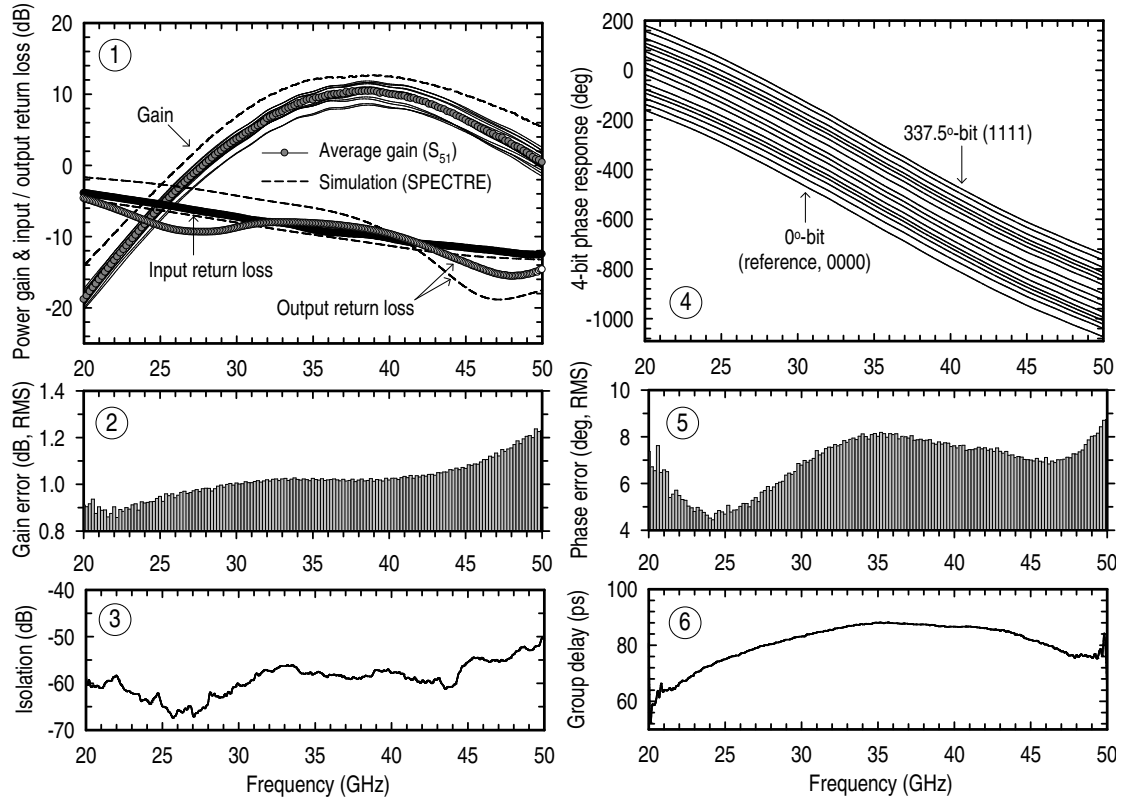 Power gain & input / output return loss (dB)
20
10
0
-10
-20
1
Gain
Average gain (S51)
Simulation (SPECTRE)
Input return loss
Output return loss
20 25 30 35 40 45 50
4-bit phase response (deg)
200
0
-200
-400
-600
-800
-1000
337.5º-bit (1111)
0º-bit
(reference, 0000)
4
20 25 30 35 40 45 50
Gain error (dB, RMS)
1.4
1.2
1.0
0.8
2
20 25 30 35 40 45 50
Phase error (deg, RMS)
10
8
6
4
5
20 25 30 35 40 45 50
Isolation (dB)
-40
-50
-60
-70
3
20 25 30 35 40 45 50
Frequency (GHz)
Group delay (ps)
100
80
60
6
20 25 30 35 40 45 50
Frequency (GHz)